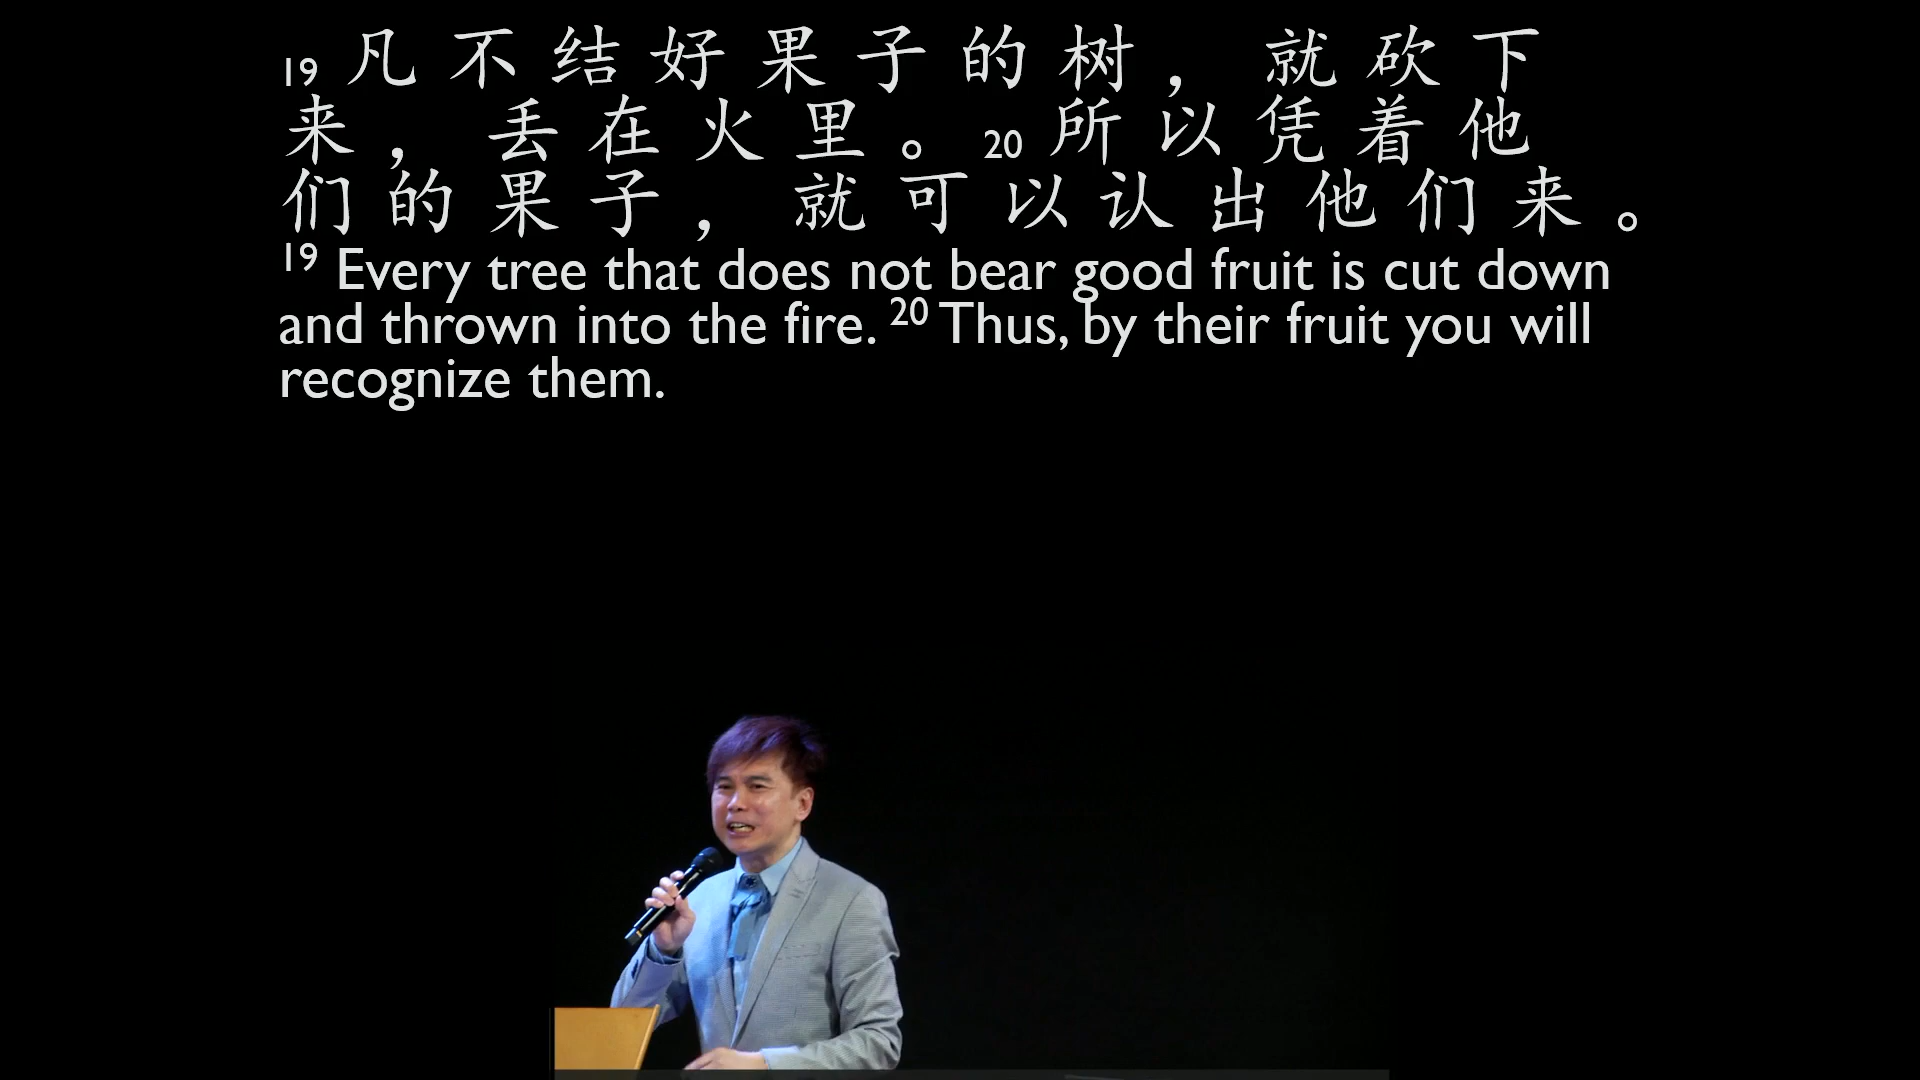 19 凡不结好果子的树，就砍下
来，丢在火里。20 所以凭着他
们的果子，就可以认出他们来。
19 Every tree that does not bear good fruit is cut down
and thrown into the fire. 20 Thus, by their fruit you will
recognize them.